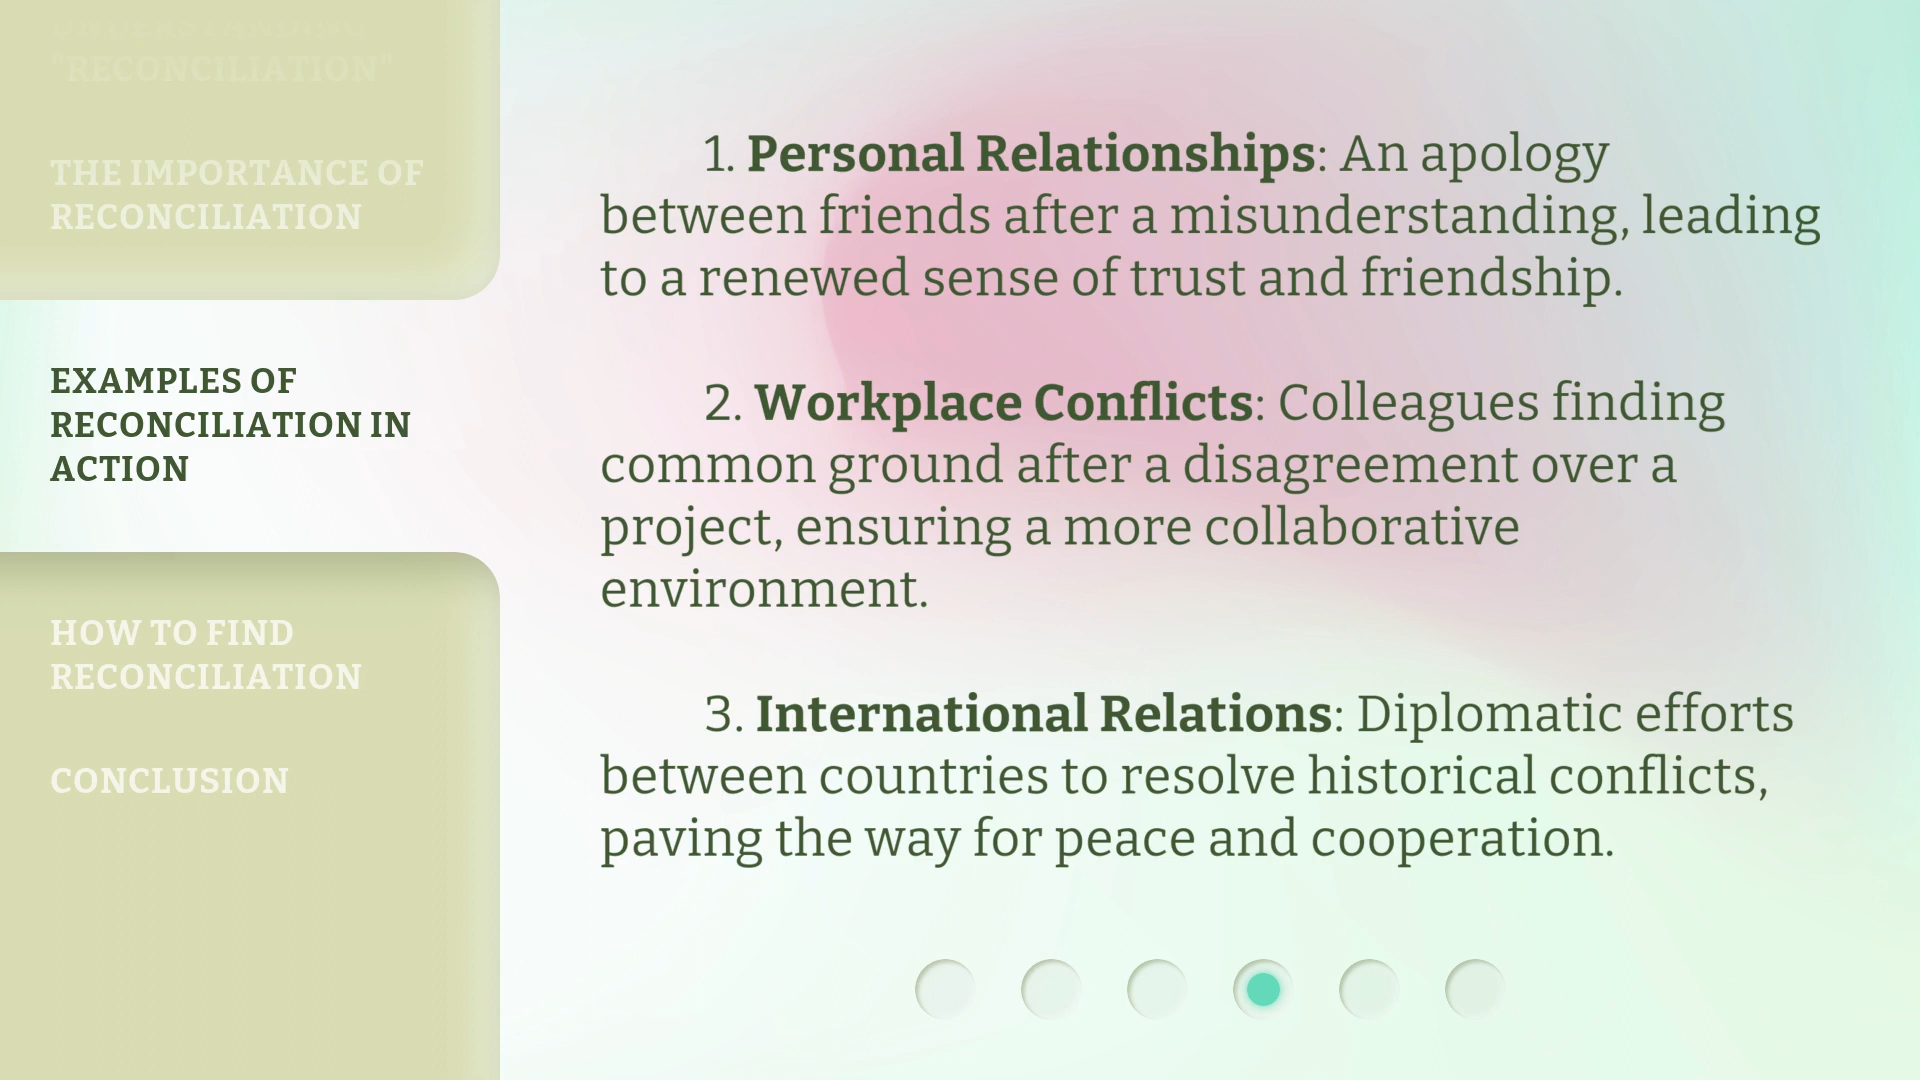 "RECONCILIATION"
THE IMPORTANCE OF
RECONCILIATION
EXAMPLES OF
RECONCILIATION IN
ACTION
HOW TO FIND
RECONCILIATION
CONCLUSION
1. Personal Relationships: An apology
between friends after a misunderstanding, leading
to a renewed sense of trust and friendship.
2. Workplace Conflicts: Colleagues finding
common ground after a disagreement over a
project, ensuring a more collaborative
environment.
3. International Relations: Diplomatic efforts
between countries to resolve historical conflicts,
paving the way for peace and cooperation.